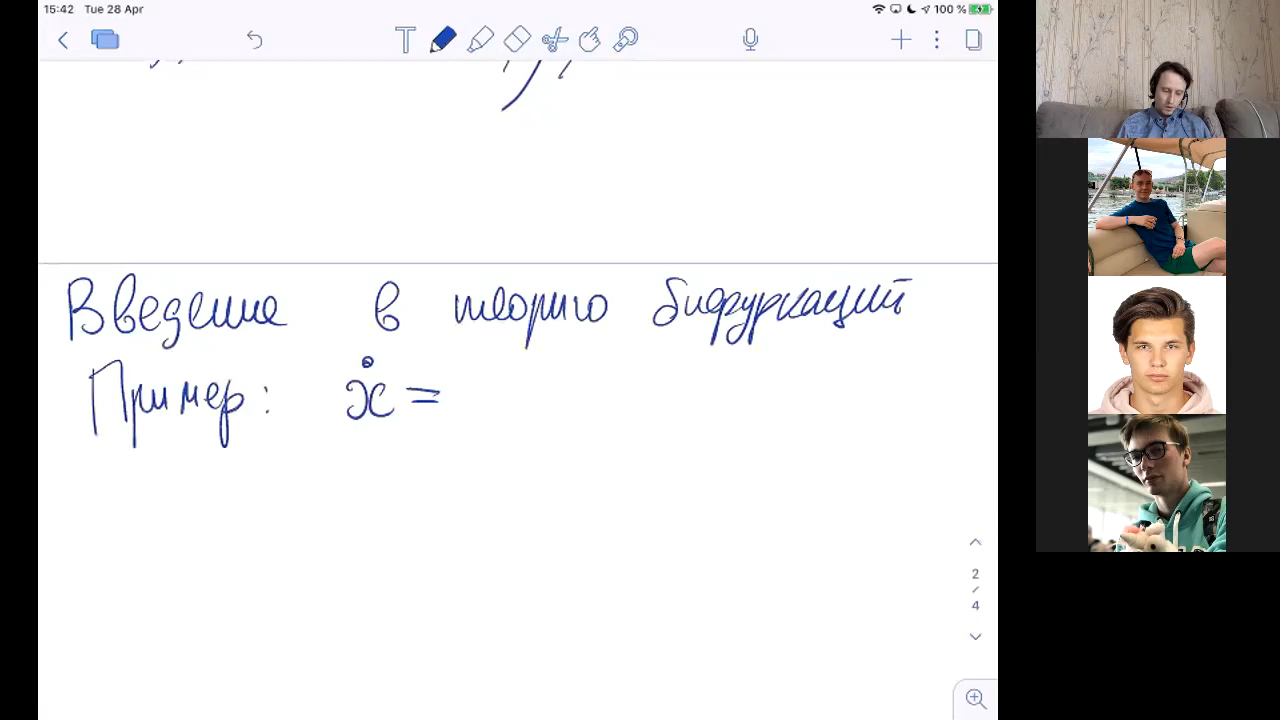 15:42 Tue 28 Apr 100 %
T
Введение в теорию бифуркаций
Пример: ẋ =
2
/
4